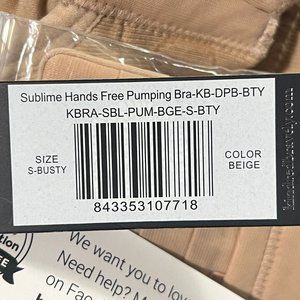 Sublime Hands Free Pumping Bra-KB-DPB-BTY
KBRA-SBL-PUM-BGE-S-BTY
SIZE
S-BUSTY
COLOR
BEIGE
843353107718
We want you to lov
Need help? M
on Fac